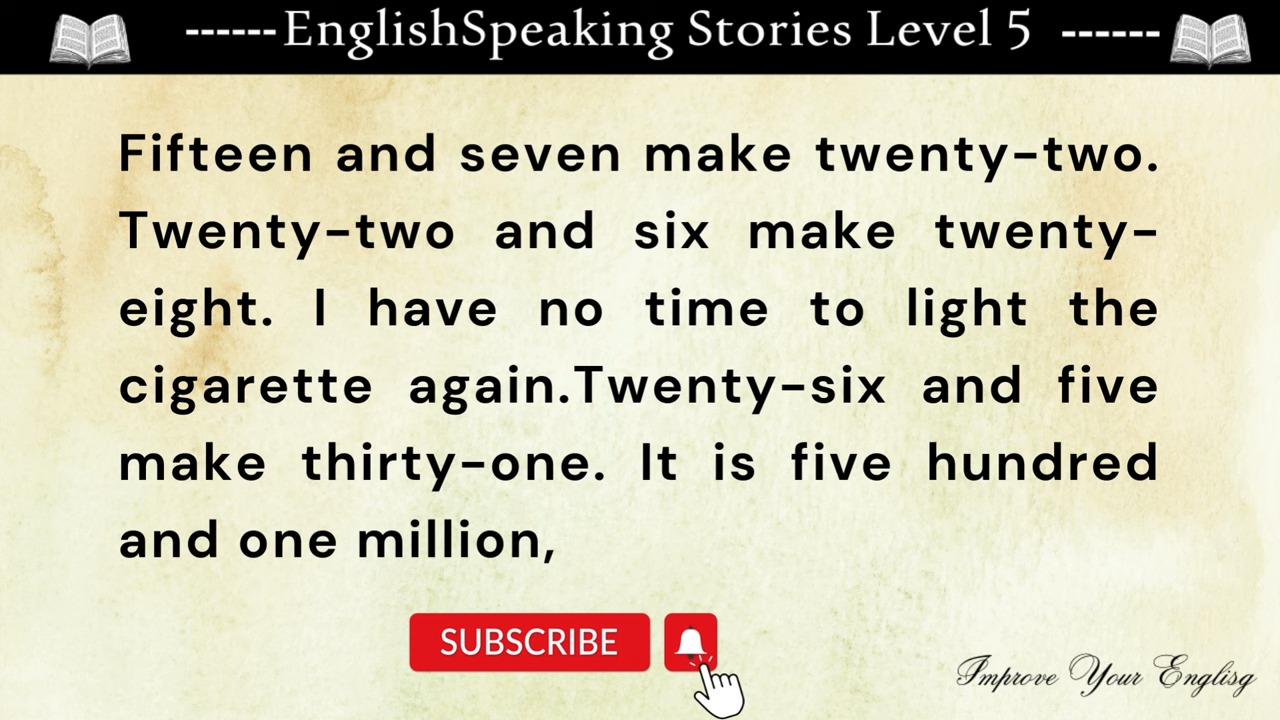 ------EnglishSpeaking Stories Level 5 ------
Fifteen and seven make twenty-two.
Twenty-two and six make twenty-
eight. I have no time to light the
cigarette again.Twenty-six and five
make thirty-one. It is five hundred
and one million,
SUBSCRIBE
Improve Your Englisg